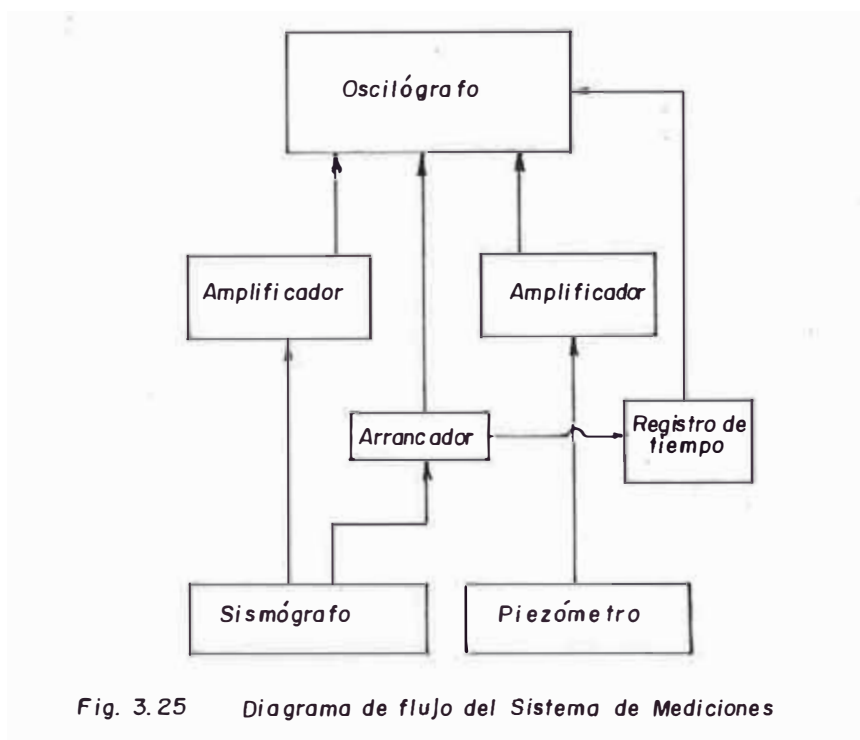 Oscilógrafo
Amplificador
Amplificador
Arrancador
Registro de
tiempo
Sismógrafo
Piezómetro
Fig. 3.25 Diagrama de flujo del Sistema de Mediciones